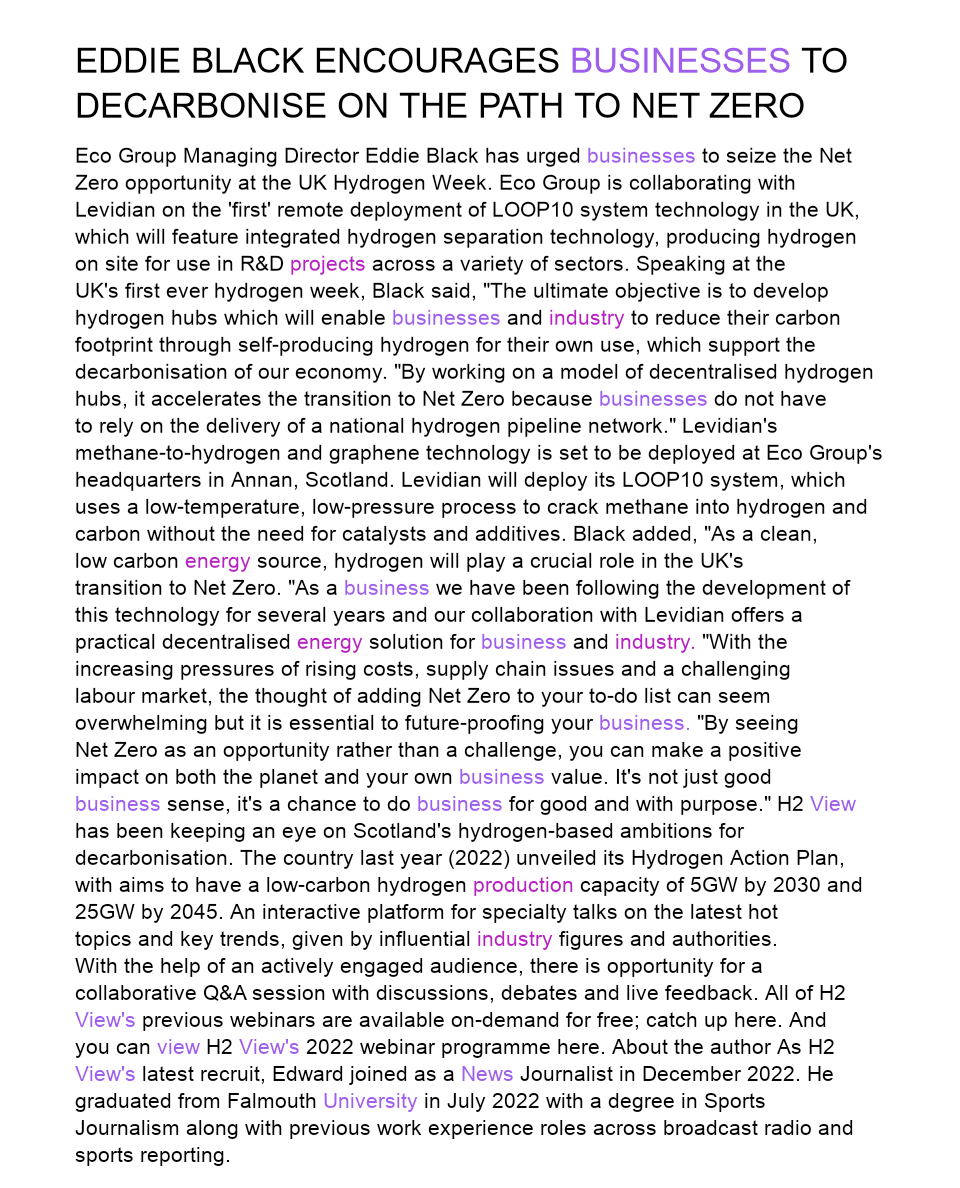 EDDIE BLACK ENCOURAGES BUSINESSES TO
DECARBONISE ON THE PATH TO NET ZERO
Eco Group Managing Director Eddie Black has urged businesses to seize the Net
Zero opportunity at the UK Hydrogen Week. Eco Group is collaborating with
Levidian on the 'first' remote deployment of LOOP10 system technology in the UK,
which will feature integrated hydrogen separation technology, producing hydrogen
on site for use in R&D projects across a variety of sectors. Speaking at the
UK's first ever hydrogen week, Black said, "The ultimate objective is to develop
hydrogen hubs which will enable businesses and industry to reduce their carbon
footprint through self-producing hydrogen for their own use, which support the
decarbonisation of our economy. "By working on a model of decentralised hydrogen
hubs, it accelerates the transition to Net Zero because businesses do not have
to rely on the delivery of a national hydrogen pipeline network." Levidian's
methane-to-hydrogen and graphene technology is set to be deployed at Eco Group's
headquarters in Annan, Scotland. Levidian will deploy its LOOP10 system, which
uses a low-temperature, low-pressure process to crack methane into hydrogen and
carbon without the need for catalysts and additives. Black added, "As a clean,
low carbon energy source, hydrogen will play a crucial role in the UK's
transition to Net Zero. "As a business we have been following the development of
this technology for several years and our collaboration with Levidian offers a
practical decentralised energy solution for business and industry. "With the
increasing pressures of rising costs, supply chain issues and a challenging
labour market, the thought of adding Net Zero to your to-do list can seem
overwhelming but it is essential to future-proofing your business. "By seeing
Net Zero as an opportunity rather than a challenge, you can make a positive
impact on both the planet and your own business value. It's not just good
business sense, it's a chance to do business for good and with purpose." H2 View
has been keeping an eye on Scotland's hydrogen-based ambitions for
decarbonisation. The country last year (2022) unveiled its Hydrogen Action Plan,
with aims to have a low-carbon hydrogen production capacity of 5GW by 2030 and
25GW by 2045. An interactive platform for specialty talks on the latest hot
topics and key trends, given by influential industry figures and authorities.
With the help of an actively engaged audience, there is opportunity for a
collaborative Q&A session with discussions, debates and live feedback. All of H2
View's previous webinars are available on-demand for free; catch up here. And
you can view H2 View's 2022 webinar programme here. About the author As H2
View's latest recruit, Edward joined as a News Journalist in December 2022. He
graduated from Falmouth University in July 2022 with a degree in Sports
Journalism along with previous work experience roles across broadcast radio and
sports reporting.